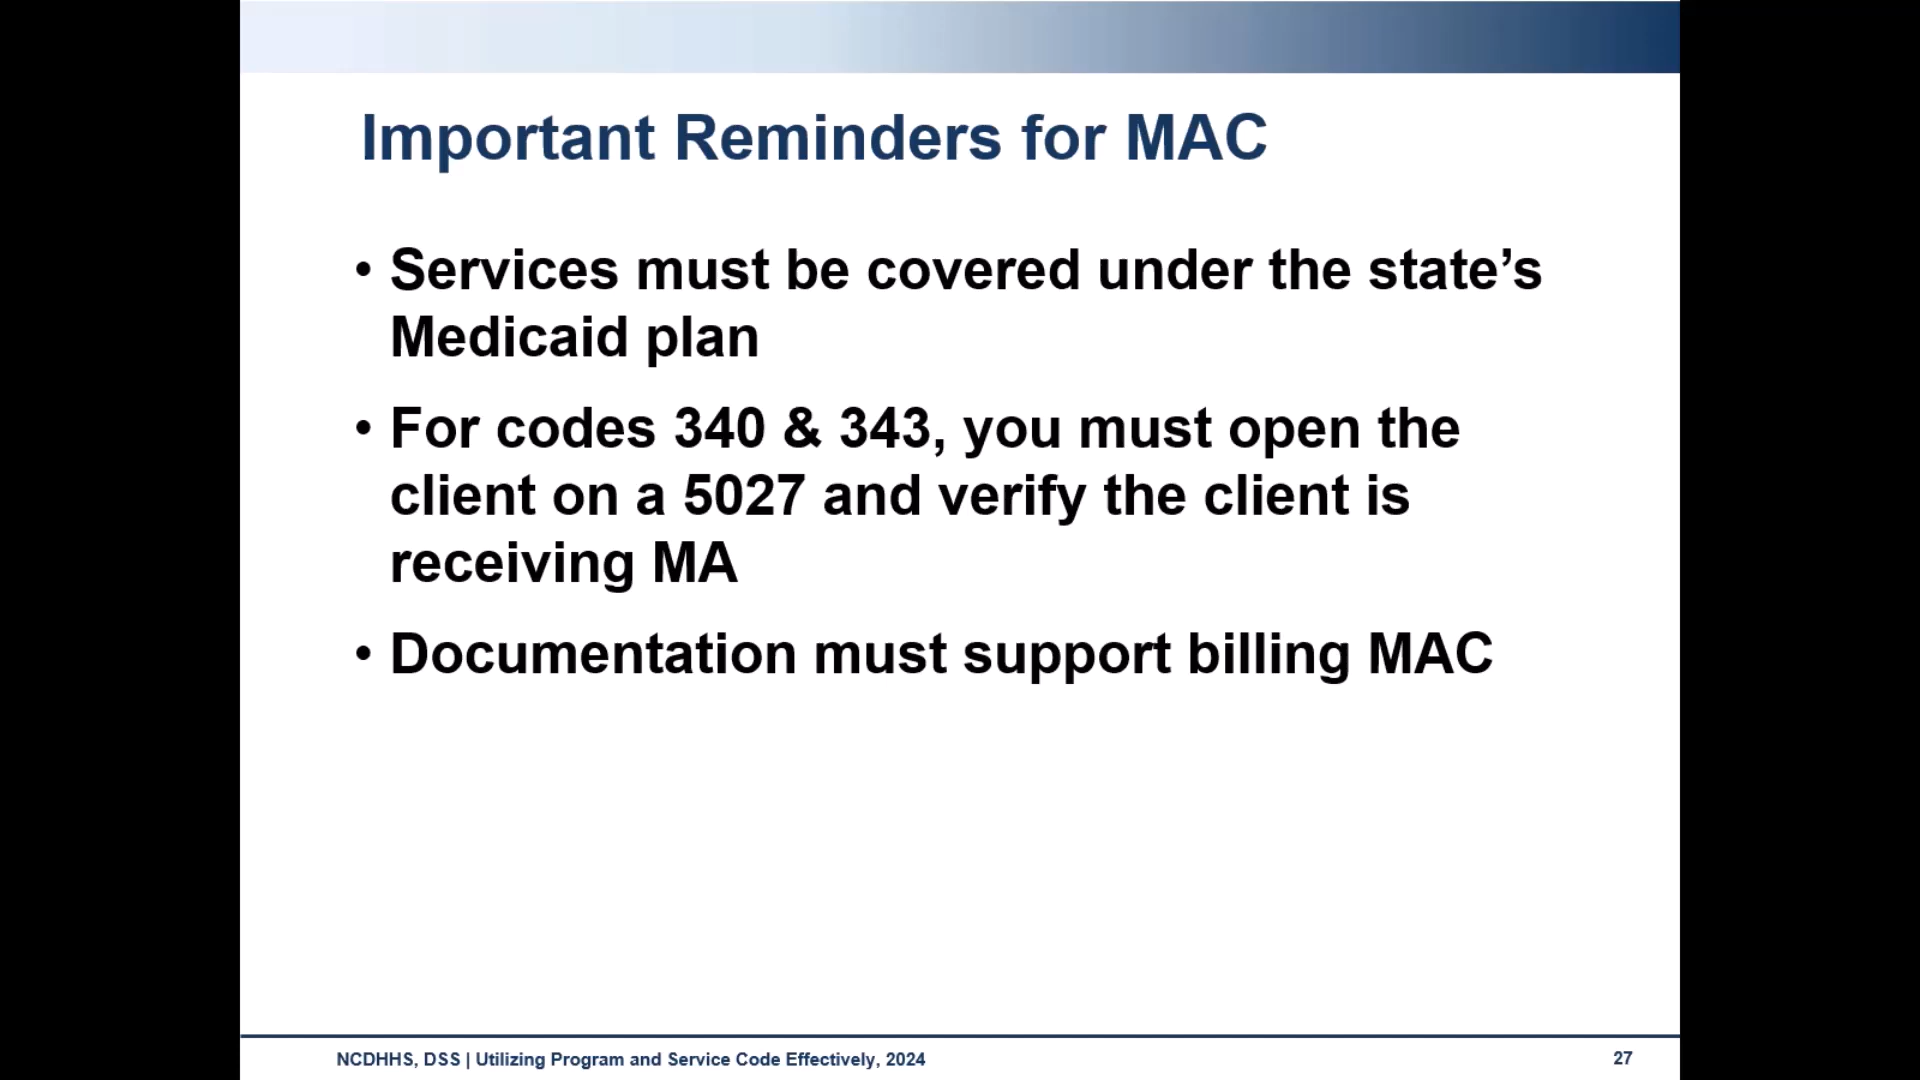 Important Reminders for MAC
• Services must be covered under the state’s
Medicaid plan
• For codes 340 & 343, you must open the
client on a 5027 and verify the client is
receiving MA
• Documentation must support billing MAC
NCDHHS, DSS | Utilizing Program and Service Code Effectively, 2024
27